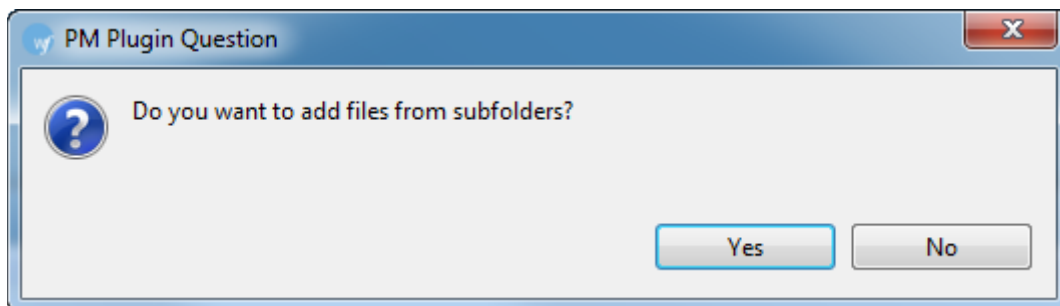 PM Plugin Question
Do you want to add files from subfolders?
Yes No